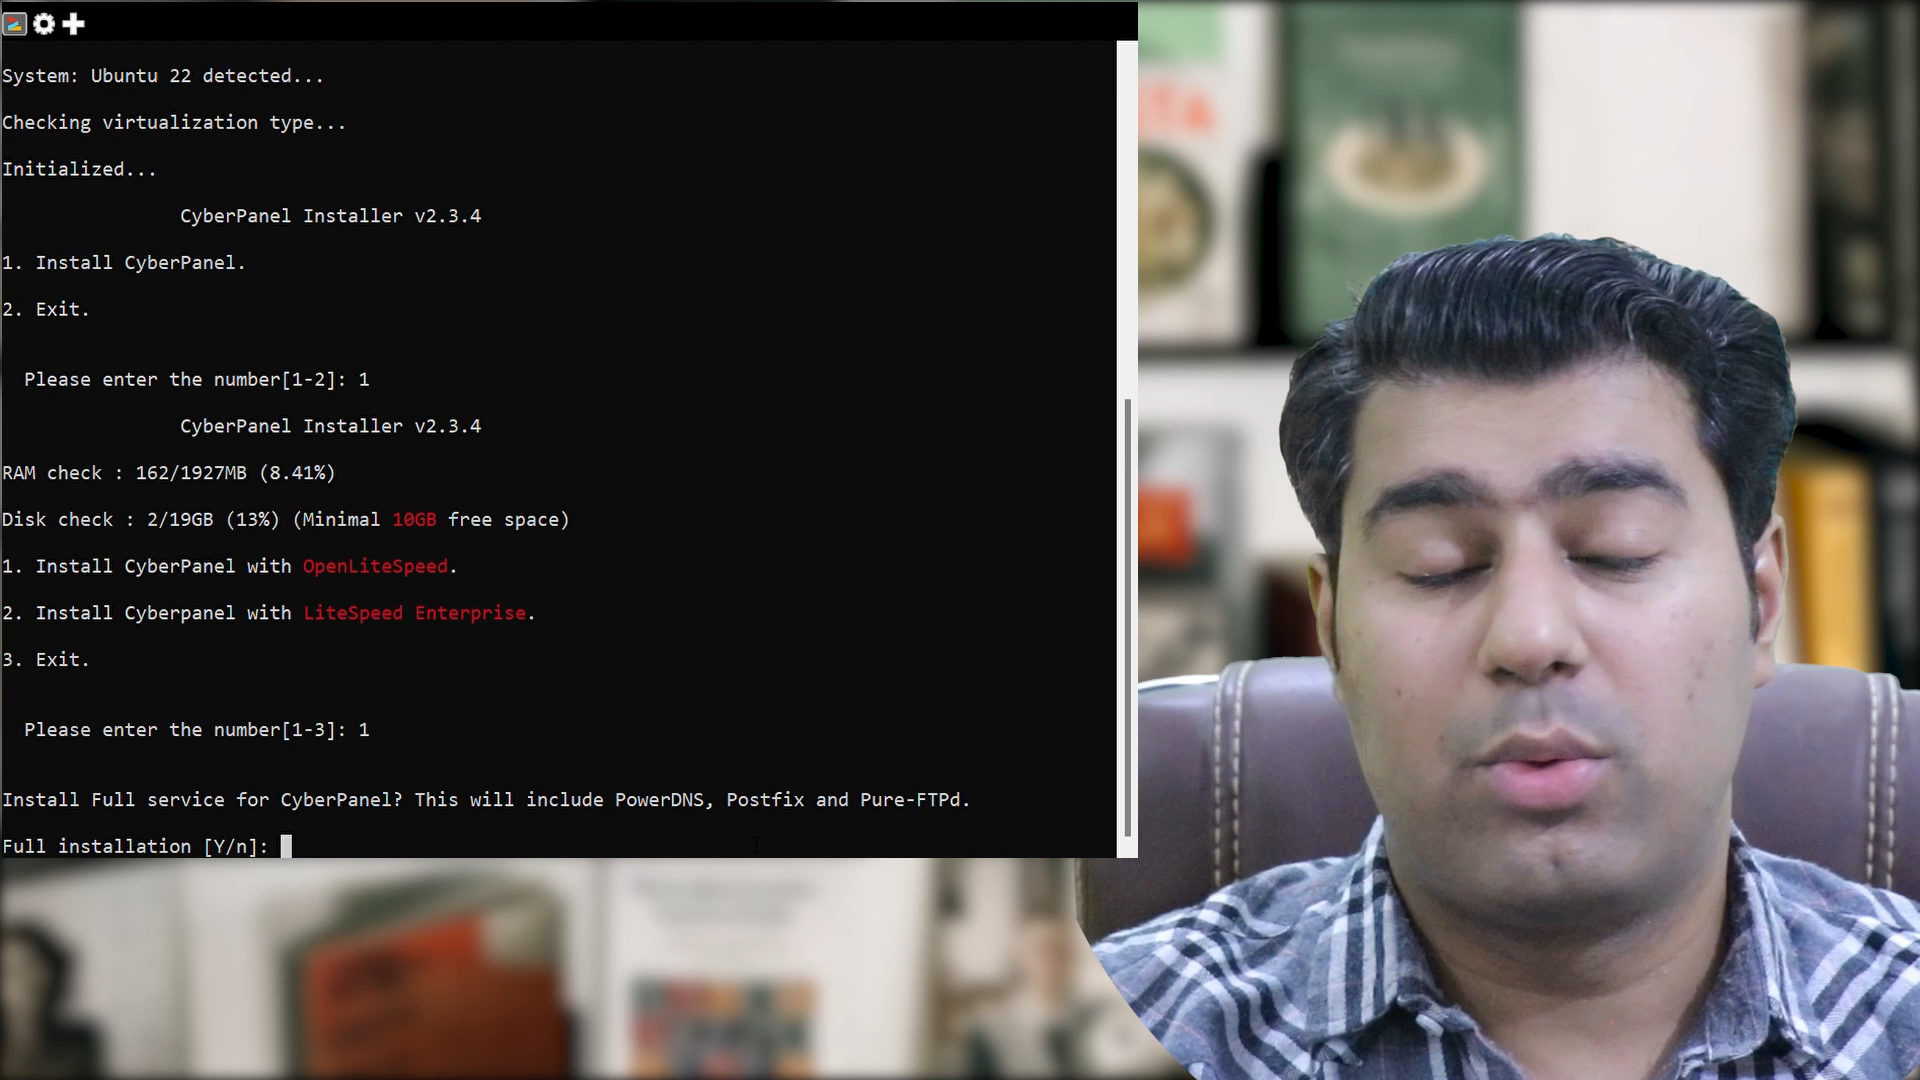 System: Ubuntu 22 detected...
Checking virtualization type...
Initialized...
CyberPanel Installer v2.3.4
1. Install CyberPanel.
2. Exit.
Please enter the number[1-2]: 1
CyberPanel Installer v2.3.4
RAM check : 162/1927MB (8.41%)
Disk check : 2/19GB (13%) (Minimal 10GB free space)
1. Install CyberPanel with OpenLiteSpeed.
2. Install Cyberpanel with LiteSpeed Enterprise.
3. Exit.
Please enter the number[1-3]: 1
Install Full service for CyberPanel? This will include PowerDNS, Postfix and Pure-FTPd.
Full installation [Y/n]: